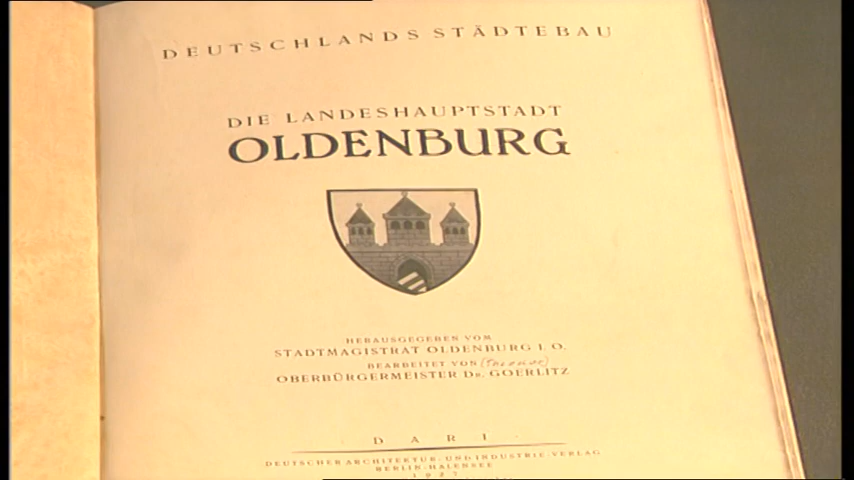 DEUTSCHLANDS STÄDTEBAU
DIE LANDESHAUPTSTADT
OLDENBURG
HERAUSGEGEBEN VOM
STADTMAGISTRAT OLDENBURG I. O.
BEARBEITET VON
OBERBÜRGERMEISTER DR. GOERLITZ
D A R I
DEUTSCHER ARCHITEKTUR- UND INDUSTRIE-VERLAG
BERLIN-HALENSEE
1927